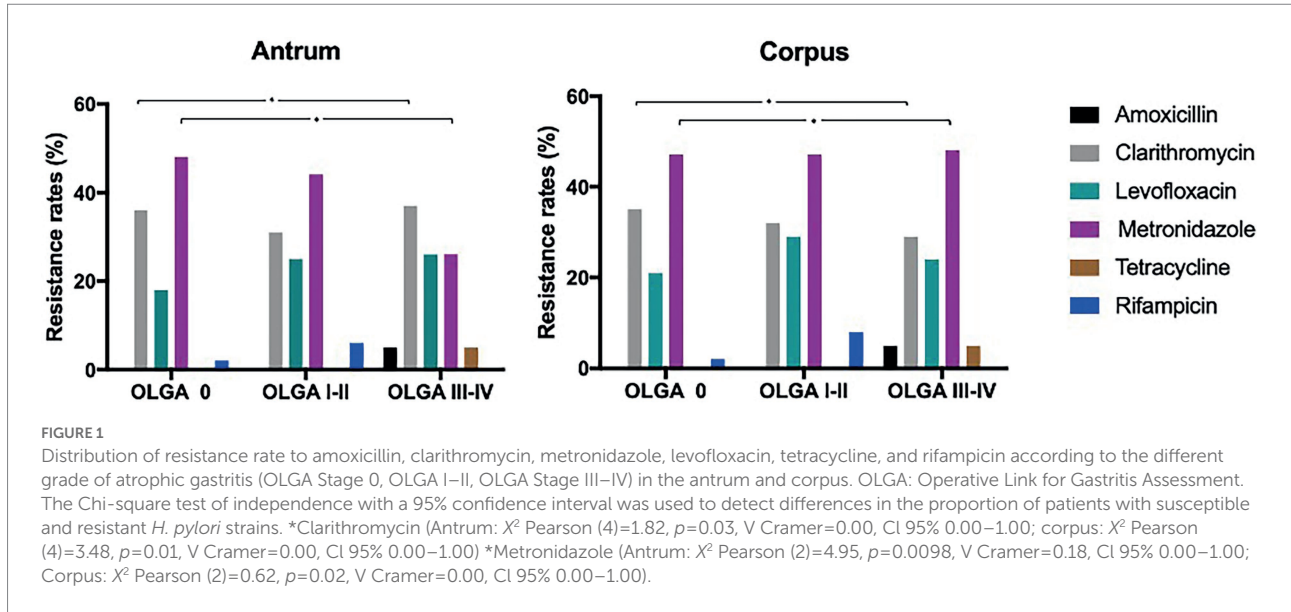 Antrum
Corpus
Resistance rates (%)
60
40
20
0
OLGA 0
OLGA I-II
OLGA III-IV
Resistance rates (%)
60
40
20
0
OLGA 0
OLGA I-II
OLGA III-IV
Amoxicillin
Clarithromycin
Levofloxacin
Metronidazole
Tetracycline
Rifampicin
FIGURE 1
Distribution of resistance rate to amoxicillin, clarithromycin, metronidazole, levofloxacin, tetracycline, and rifampicin according to the different
grade of atrophic gastritis (OLGA Stage 0, OLGA I–II, OLGA Stage III–IV) in the antrum and corpus. OLGA: Operative Link for Gastritis Assessment.
The Chi-square test of independence with a 95% confidence interval was used to detect differences in the proportion of patients with susceptible
and resistant H. pylori strains. *Clarithromycin (Antrum: X² Pearson (4)=1.82, p=0.03, V Cramer=0.00, Cl 95% 0.00–1.00; corpus: X² Pearson
(4)=3.48, p=0.01, V Cramer=0.00, Cl 95% 0.00–1.00) *Metronidazole (Antrum: X² Pearson (2)=4.95, p=0.0098, V Cramer=0.18, Cl 95% 0.00–1.00;
Corpus: X² Pearson (2)=0.62, p=0.02, V Cramer=0.00, Cl 95% 0.00–1.00).